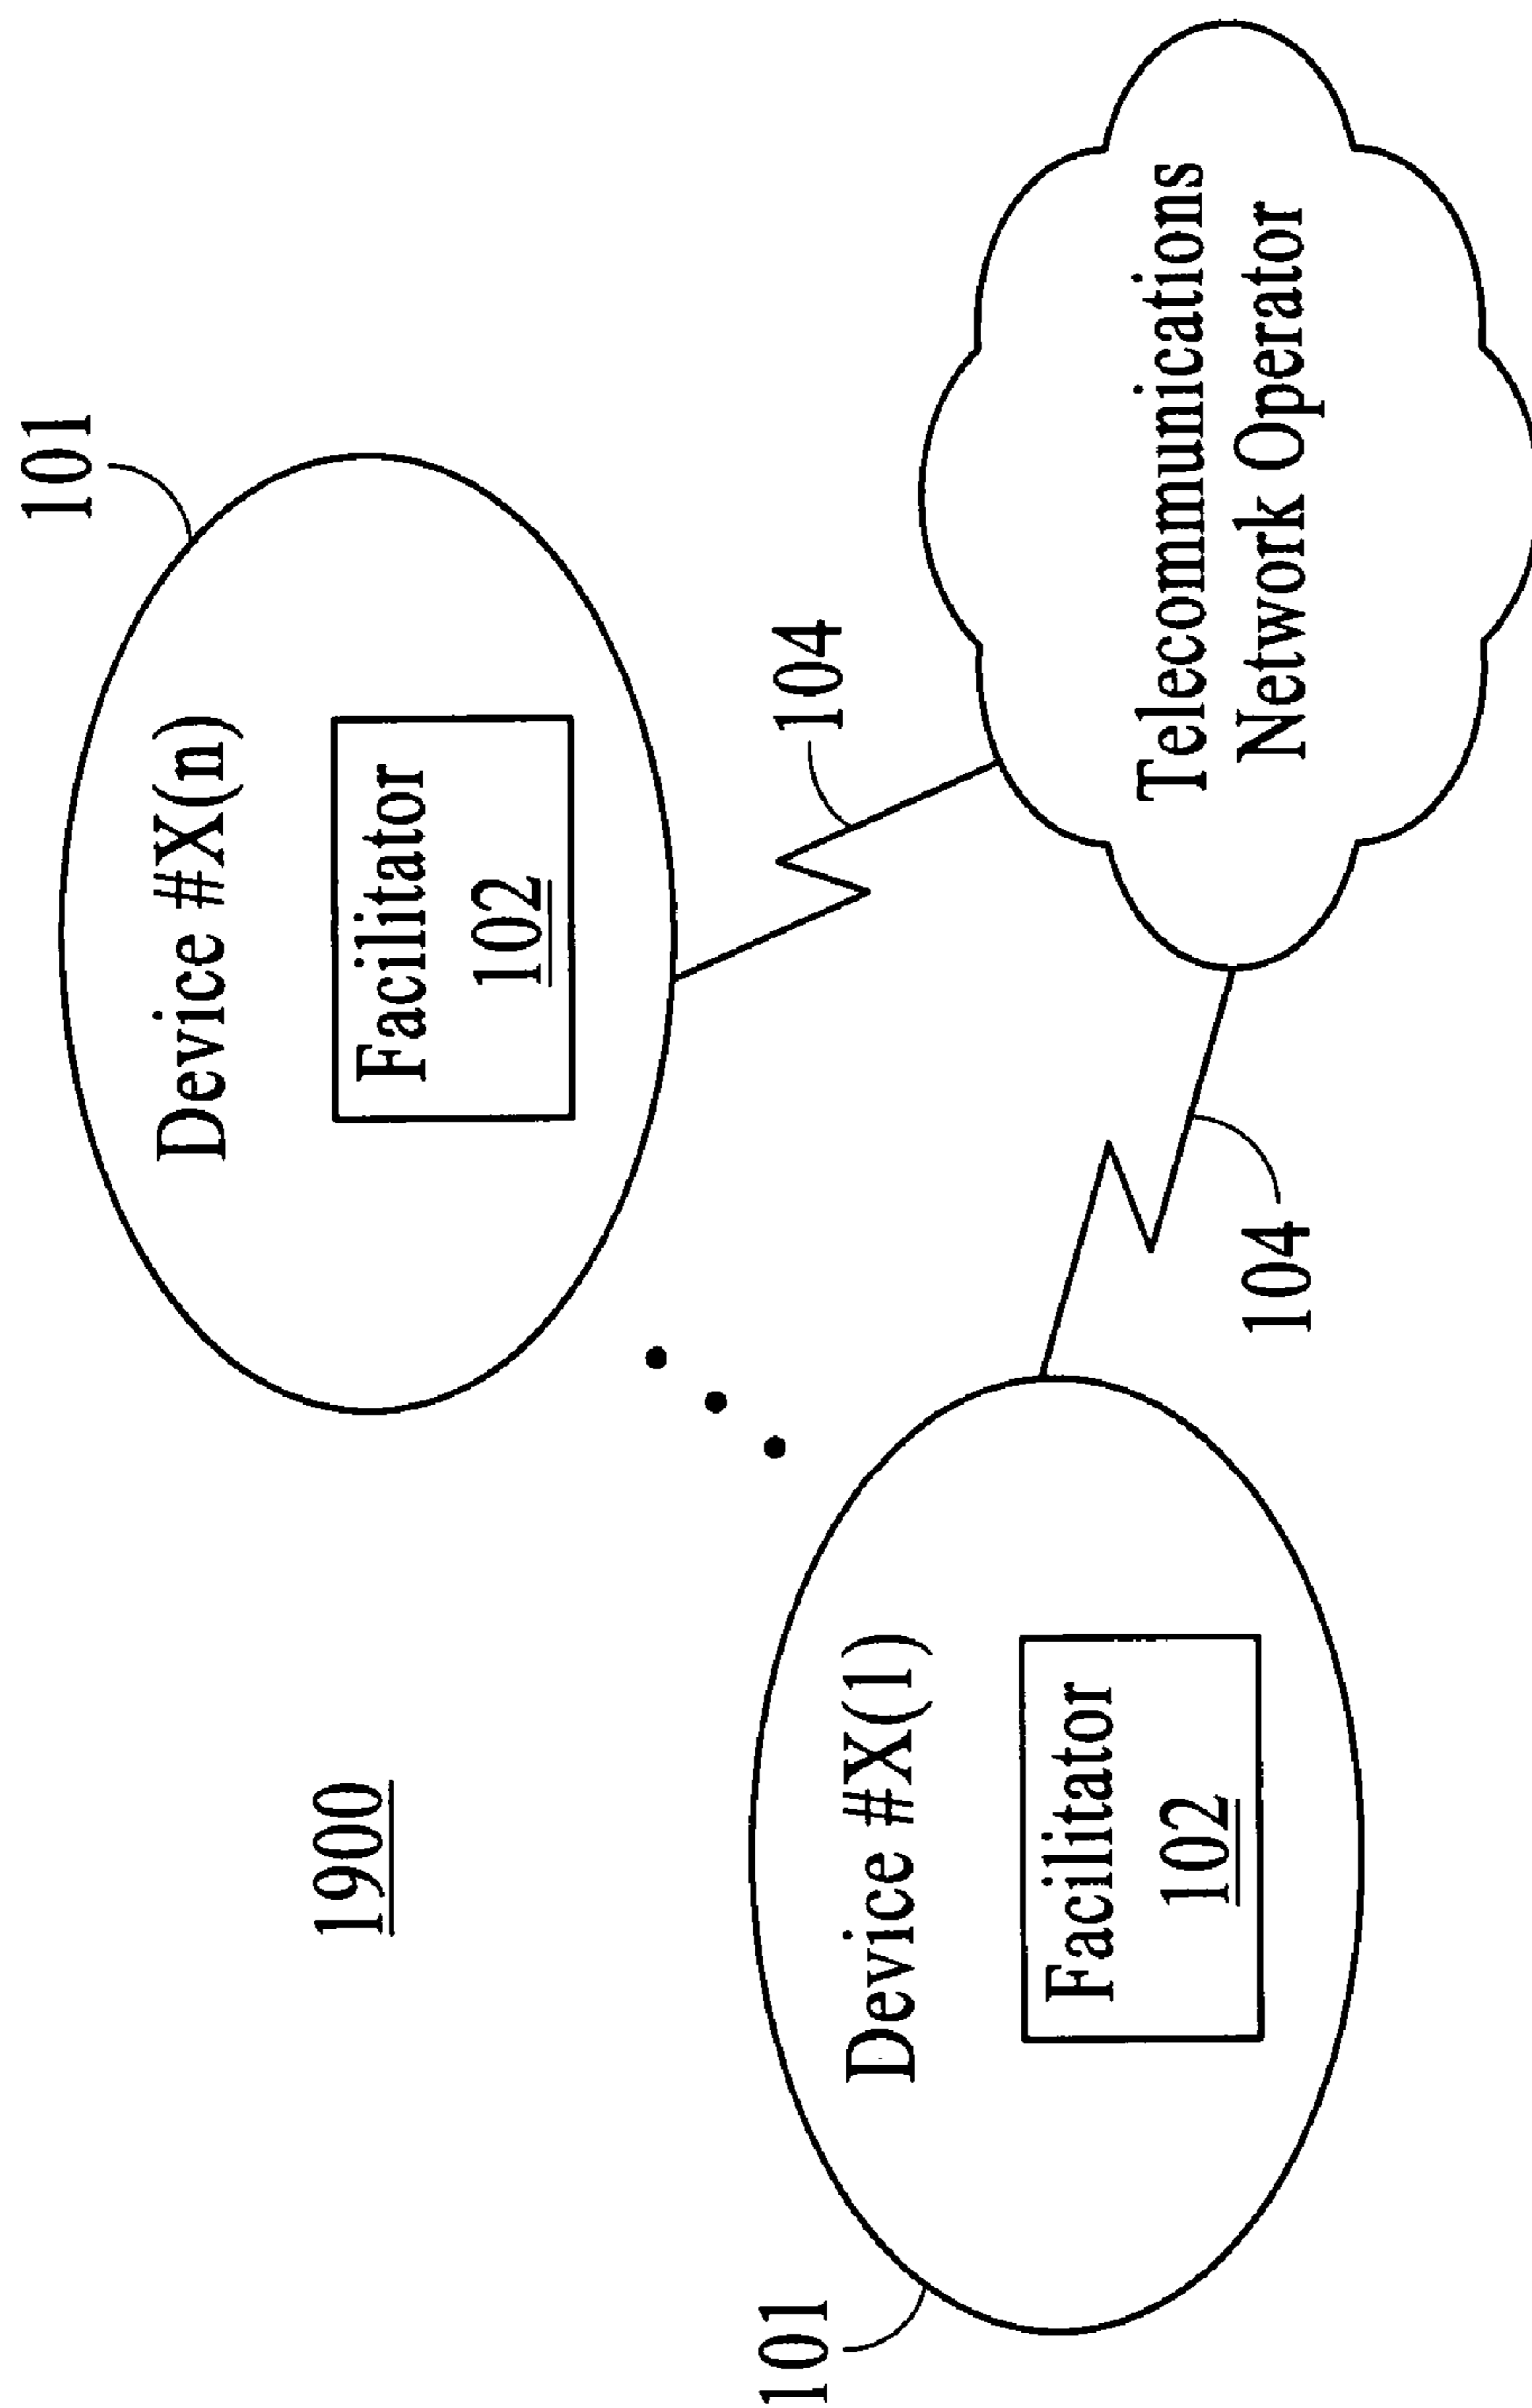 1900
101
Device #X(n)
Facilitator
102
101
Device #X(1)
Facilitator
102
104
104
Telecommunications
Network Operator